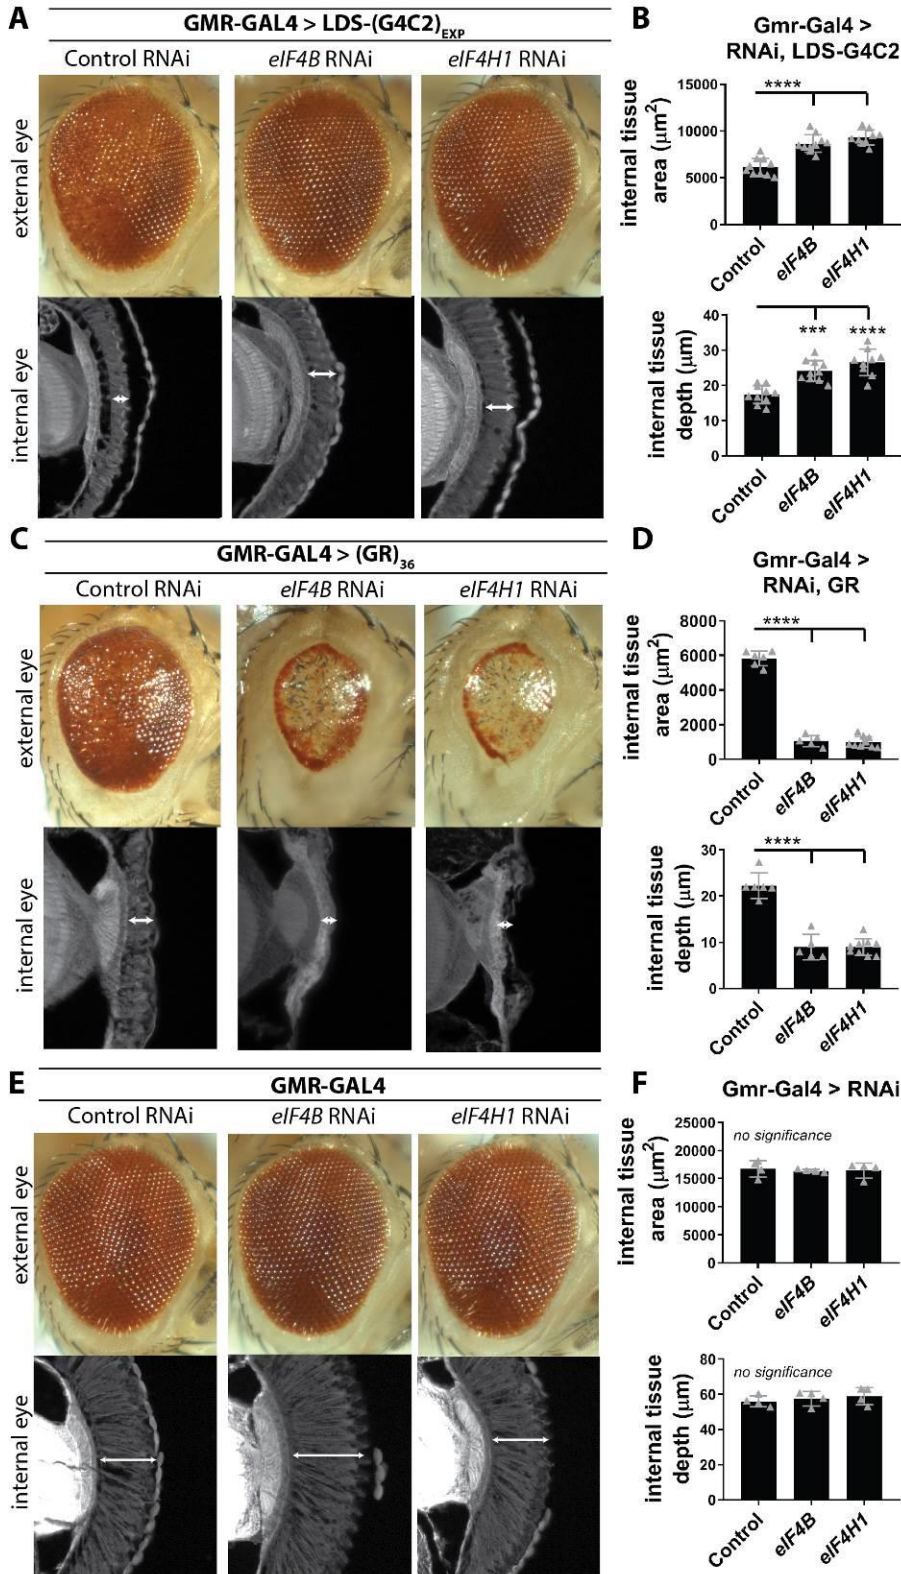 A
GMR-GAL4 > LDS-(G4C2)EXP
Control RNAi
eIF4B RNAi
eIF4H1 RNAi
external eye
internal eye
B
Gmr-Gal4 >
RNAi, LDS-G4C2
internal tissue
area (μm²)
15000
10000
5000
0
****
Control
eIF4B
eIF4H1
internal tissue
depth (μm)
40
30
20
10
0
***
****
Control
eIF4B
eIF4H1
C
GMR-GAL4 > (GR)36
Control RNAi
eIF4B RNAi
eIF4H1 RNAi
external eye
internal eye
D
Gmr-Gal4 >
RNAi, GR
internal tissue
area (μm²)
8000
6000
4000
2000
0
****
Control
eIF4B
eIF4H1
internal tissue
depth (μm)
30
20
10
0
****
Control
eIF4B
eIF4H1
E
GMR-GAL4
Control RNAi
eIF4B RNAi
eIF4H1 RNAi
external eye
internal eye
F
Gmr-Gal4 > RNAi
internal tissue
area (μm²)
25000
20000
15000
10000
5000
0
no significance
Control
eIF4B
eIF4H1
internal tissue
depth (μm)
80
60
40
20
0
no significance
Control
eIF4B
eIF4H1